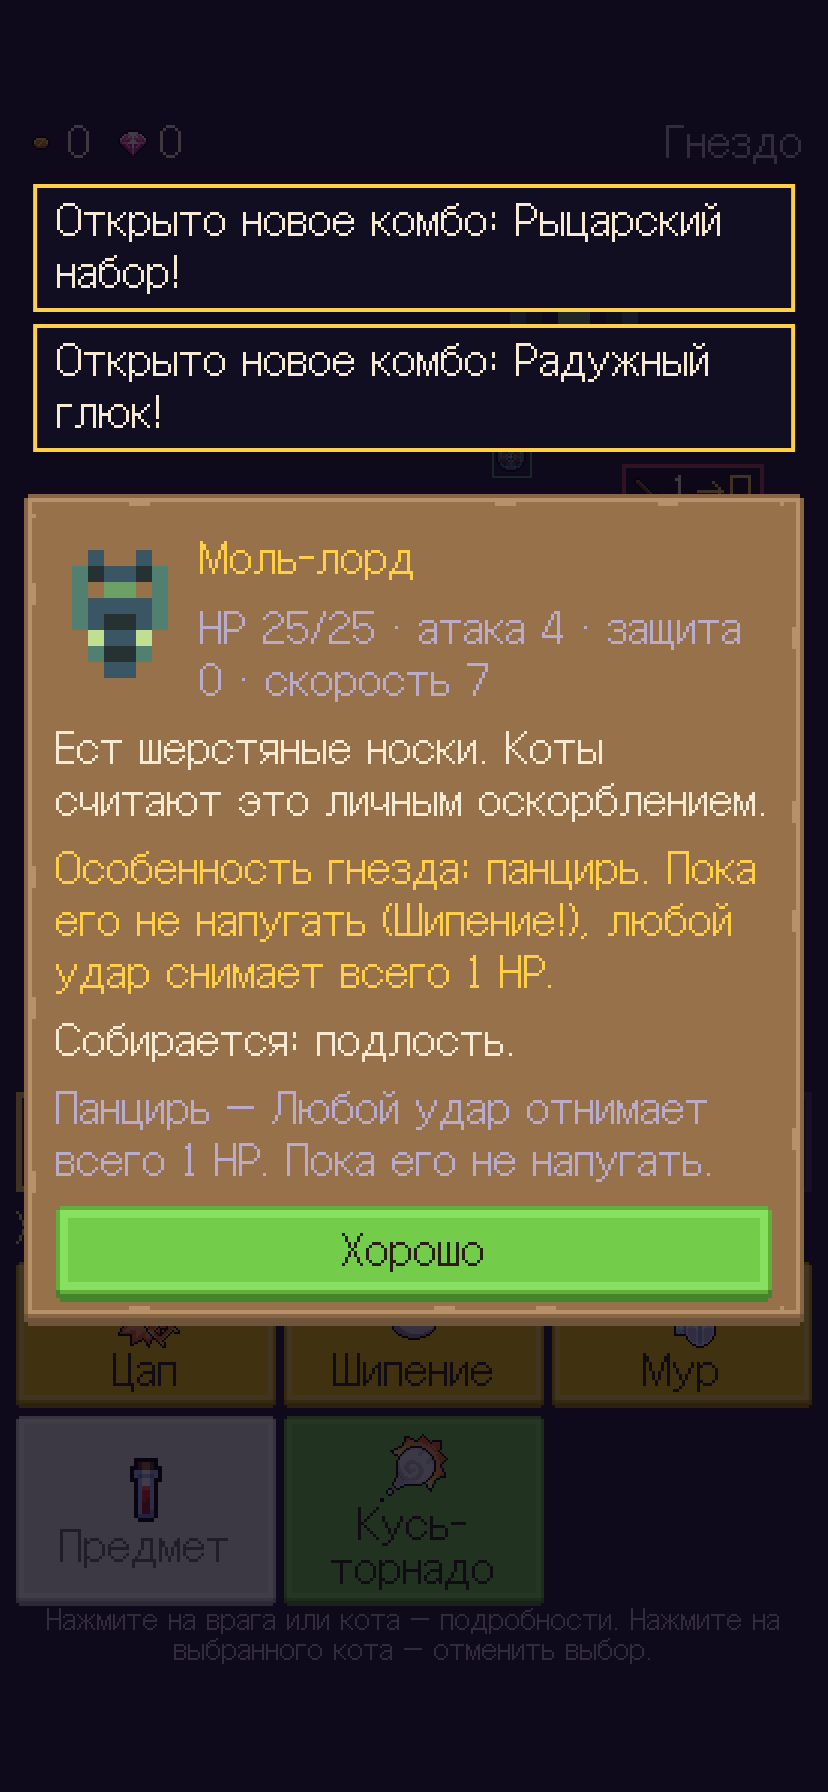 0 0 Гнездо
Открыто новое комбо: Рыцарский
набор!
Открыто новое комбо: Радужный
глюк!
1
Моль-лорд
HP 25/25 · атака 4 · защита
0 · скорость 7
Ест шерстяные носки. Коты
считают это личным оскорблением.
Особенность гнезда: панцирь. Пока
его не напугать (Шипение!), любой
удар снимает всего 1 HP.
Собирается: подлость.
Панцирь — Любой удар отнимает
всего 1 HP. Пока его не напугать.
Хорошо
Цап Шипение Мур
Предмет
Кусь-
торнадо
Нажмите на врага или кота — подробности. Нажмите на
выбранного кота — отменить выбор.